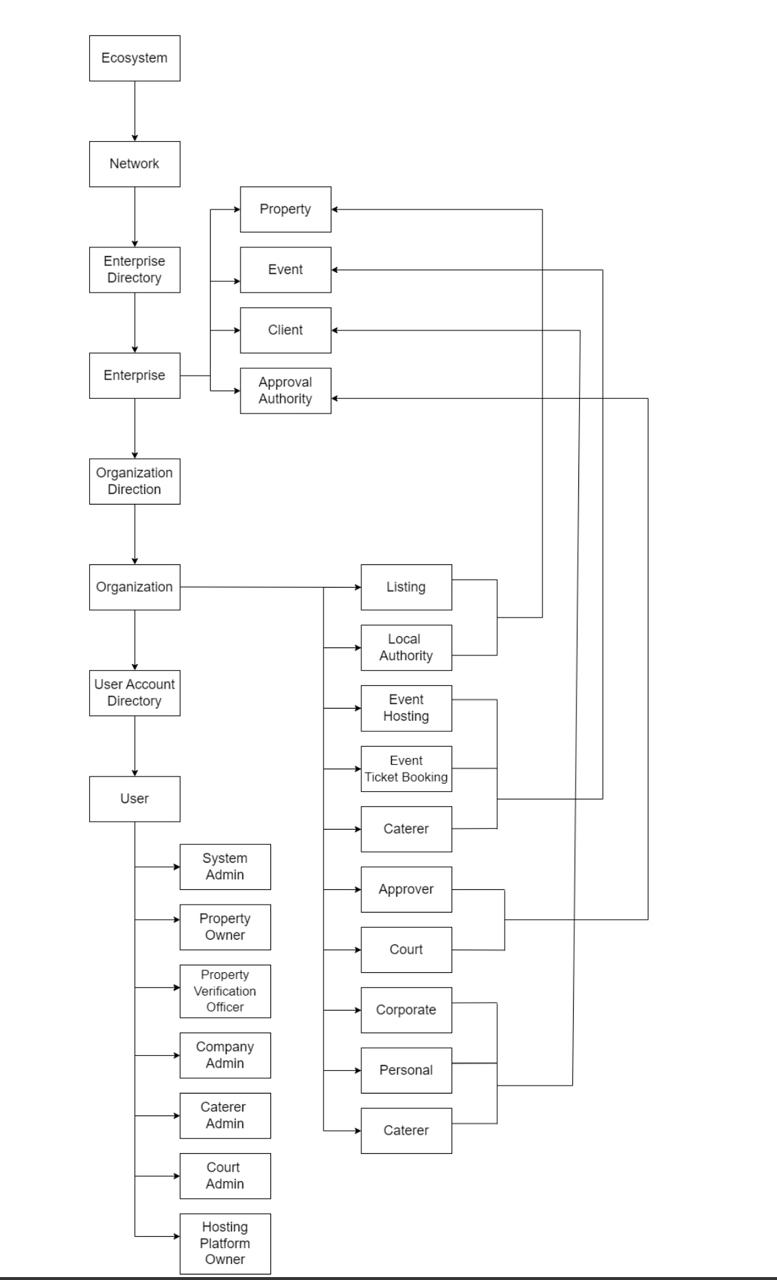 Ecosystem
Network
Property
Enterprise
Directory
Event
Client
Enterprise
Approval
Authority
Organization
Direction
Organization
Listing
Local
Authority
User Account
Directory
Event
Hosting
Event
Ticket Booking
User
Caterer
System
Admin
Approver
Property
Owner
Court
Property
Verification
Officer
Corporate
Company
Admin
Personal
Caterer
Admin
Caterer
Court
Admin
Hosting
Platform
Owner